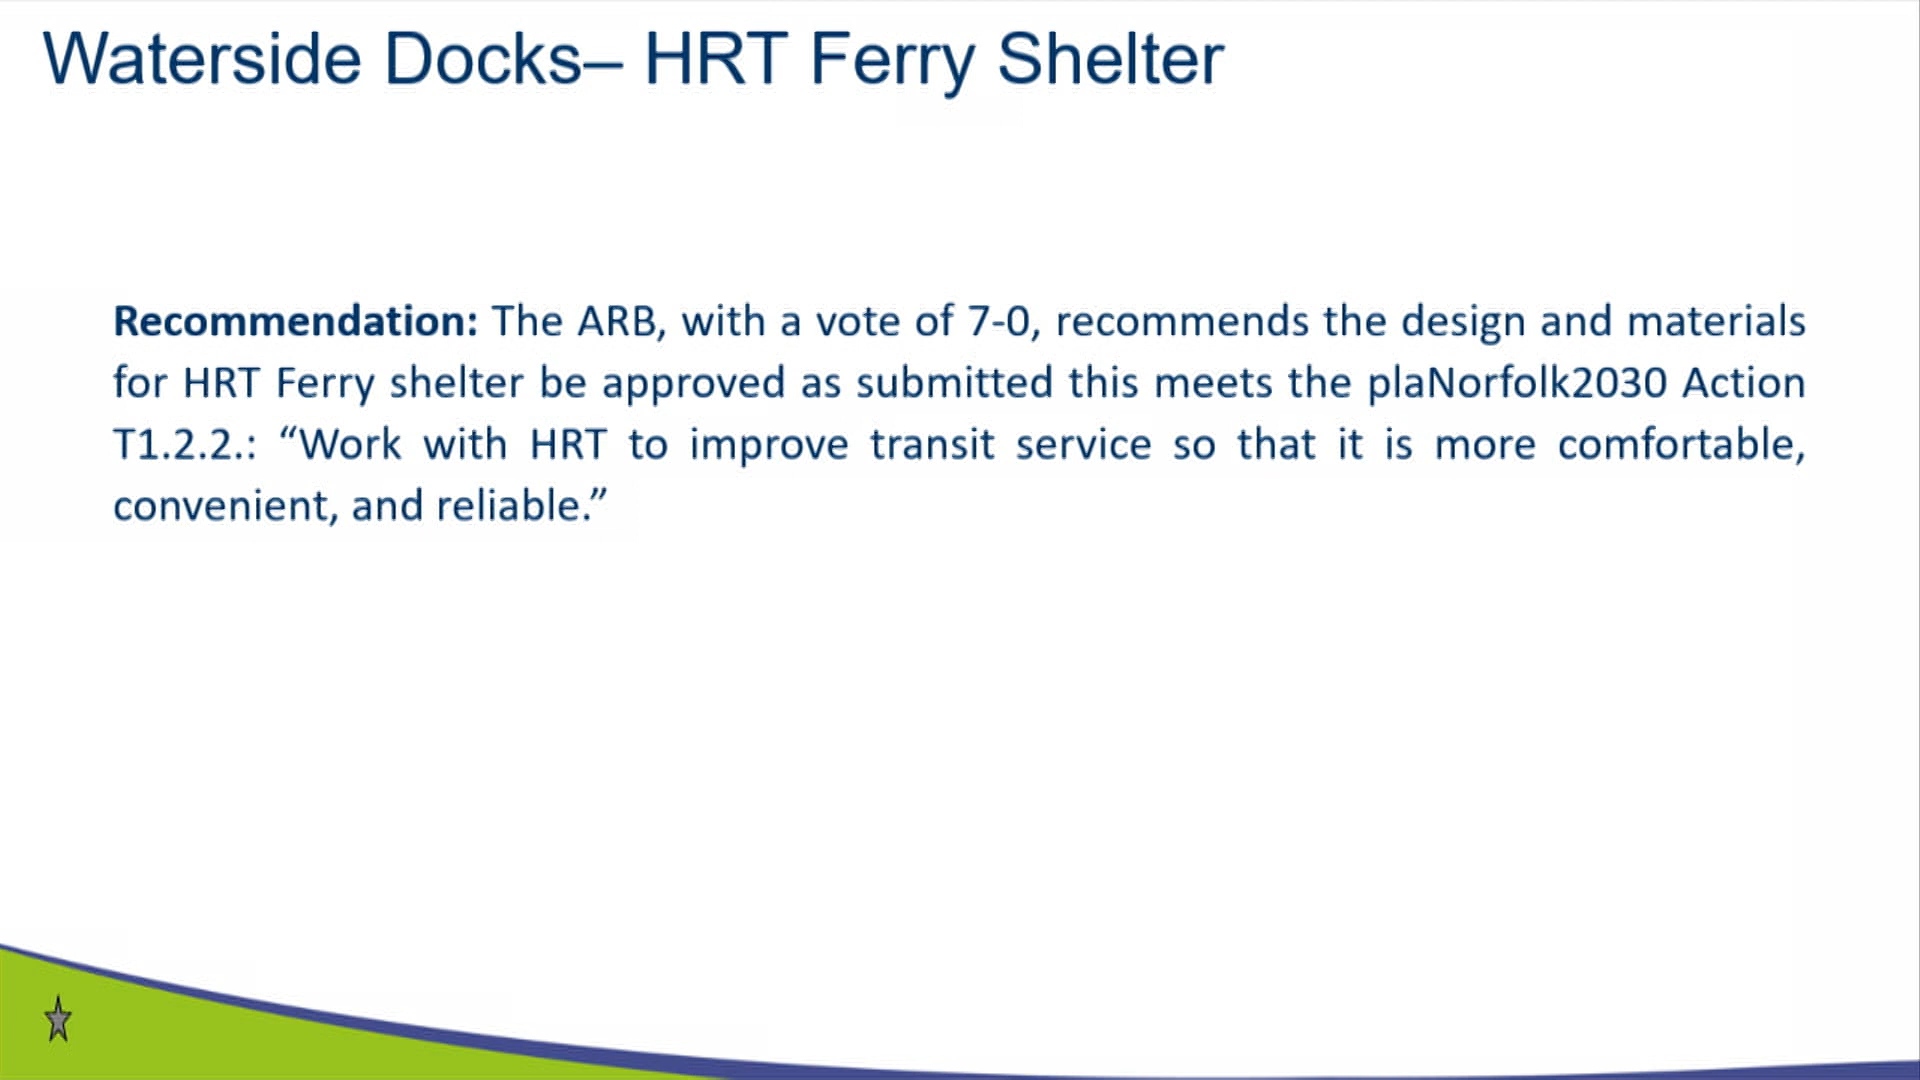 Waterside Docks– HRT Ferry Shelter
Recommendation: The ARB, with a vote of 7-0, recommends the design and materials
for HRT Ferry shelter be approved as submitted this meets the plaNorfolk2030 Action
T1.2.2.: “Work with HRT to improve transit service so that it is more comfortable,
convenient, and reliable.”